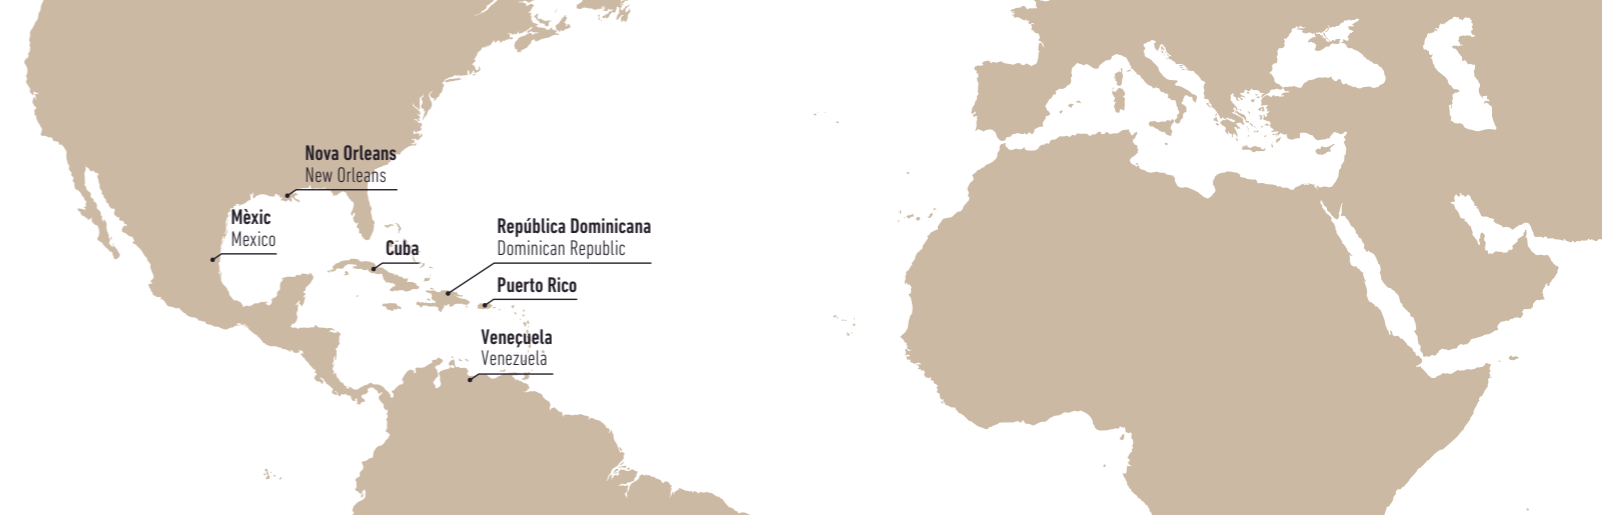 Nova Orleans
New Orleans
Mèxic
Mexico
Cuba
República Dominicana
Dominican Republic
Puerto Rico
Veneçuela
Venezuelà